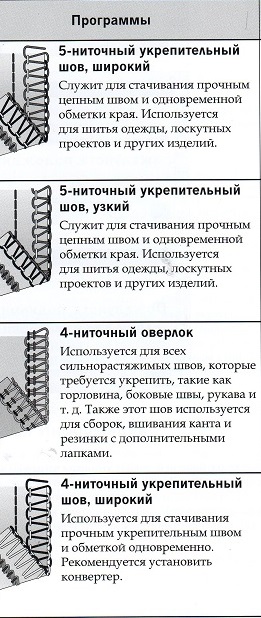 Программы
5-ниточный укрепительный
шов, широкий
Служит для стачивания прочным
цепным швом и одновременной
обметки края. Используется
для шитья одежды, лоскутных
проектов и других изделий.
5-ниточный укрепительный
шов, узкий
Служит для стачивания прочным
цепным швом и одновременной
обметки края. Используется
для шитья одежды, лоскутных
проектов и других изделий.
4-ниточный оверлок
Используется для всех
сильнорастяжимых швов, которые
требуется укрепить, такие как
горловина, боковые швы, рукава и
т. д. Также этот шов используется
для сборок, вшивания канта и
резинки с дополнительными
лапками.
4-ниточный укрепительный
шов, широкий
Используется для стачивания
прочным укрепительным швом
и обметкой одновременно.
Рекомендуется установить
конвертер.